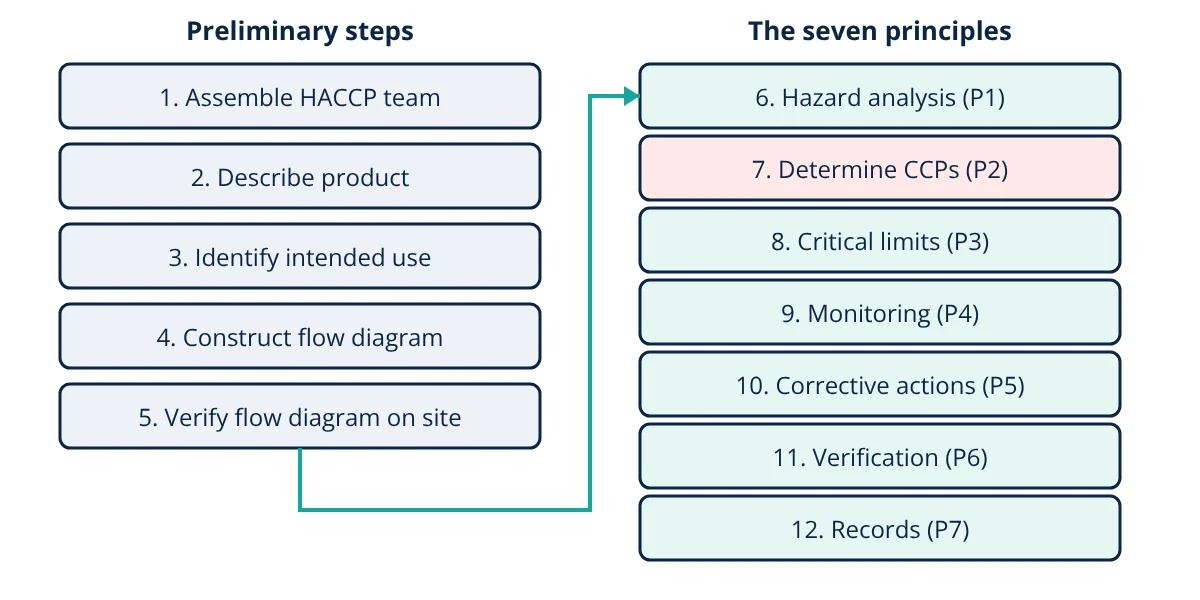 Preliminary steps
1. Assemble HACCP team
2. Describe product
3. Identify intended use
4. Construct flow diagram
5. Verify flow diagram on site
The seven principles
6. Hazard analysis (P1)
7. Determine CCPs (P2)
8. Critical limits (P3)
9. Monitoring (P4)
10. Corrective actions (P5)
11. Verification (P6)
12. Records (P7)